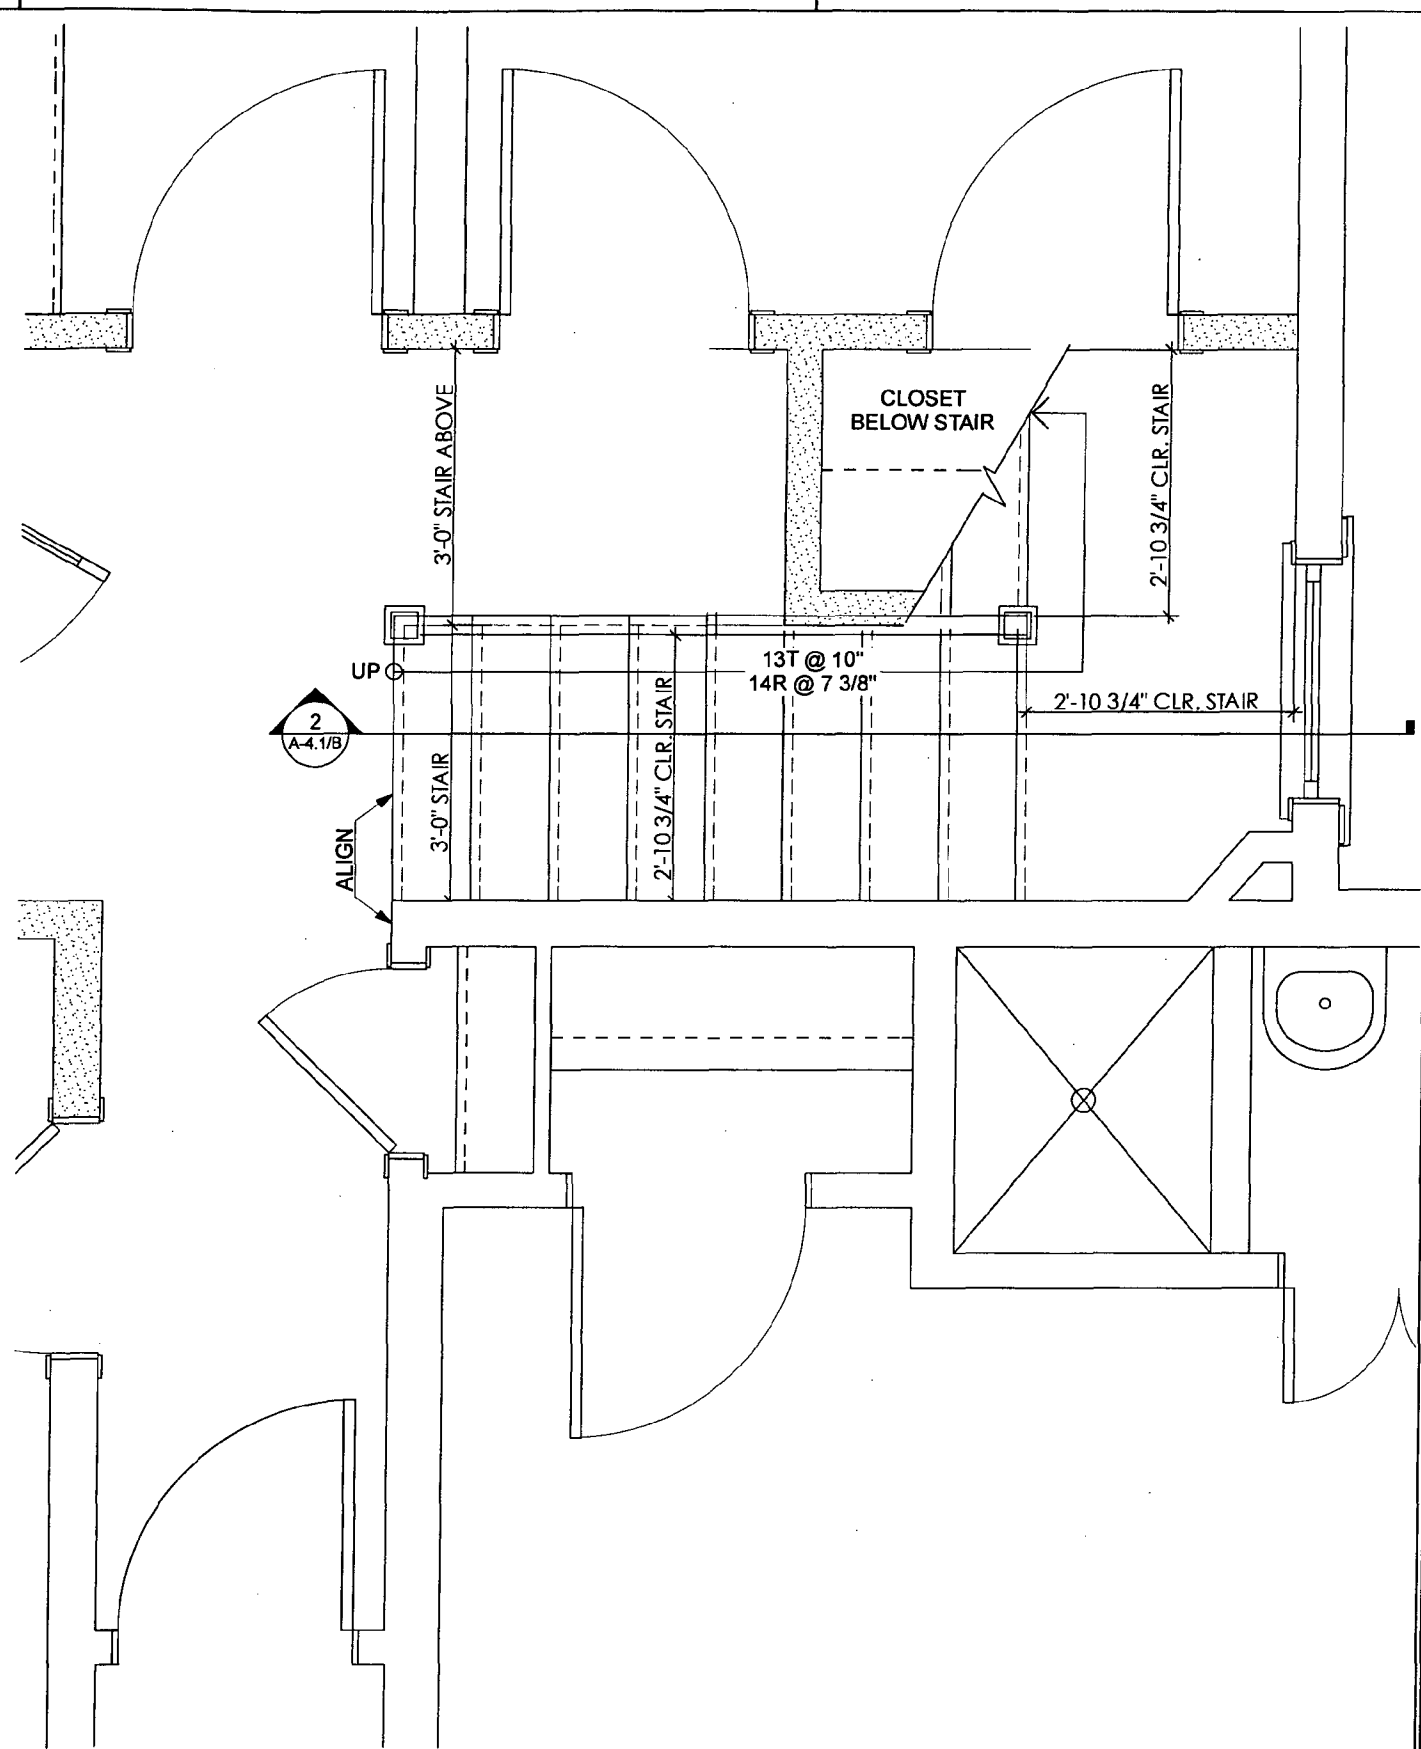 CLOSET
BELOW STAIR
3'-0" STAIR ABOVE
2'-10 3/4" CLR. STAIR
UP
13T @ 10"
14R @ 7 3/8"
2'-10 3/4" CLR. STAIR
2
A-4.1/B
3'-0" STAIR
2'-10 3/4" CLR. STAIR
ALIGN